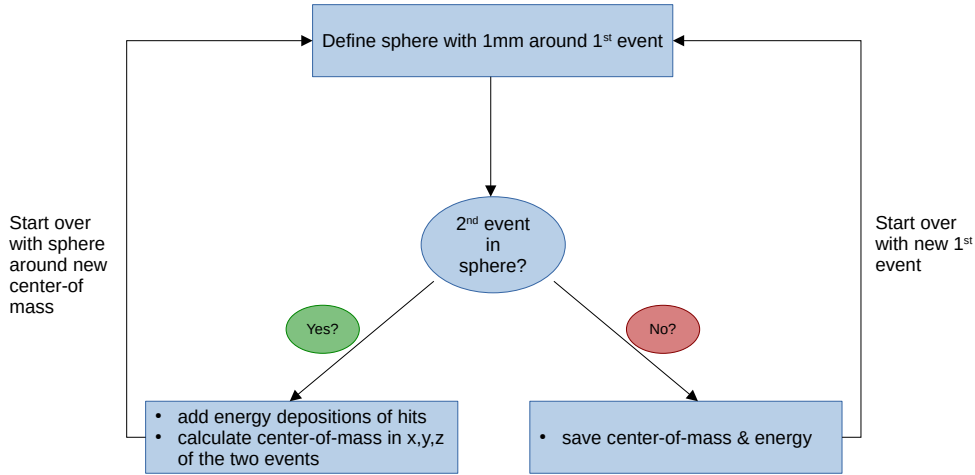 Define sphere with 1mm around 1st event
2nd event
in
sphere?
Start over
with sphere
around new
center-of
mass
Start over
with new 1st
event
Yes?
No?
• add energy depositions of hits
• calculate center-of-mass in x,y,z
of the two events
• save center-of-mass & energy